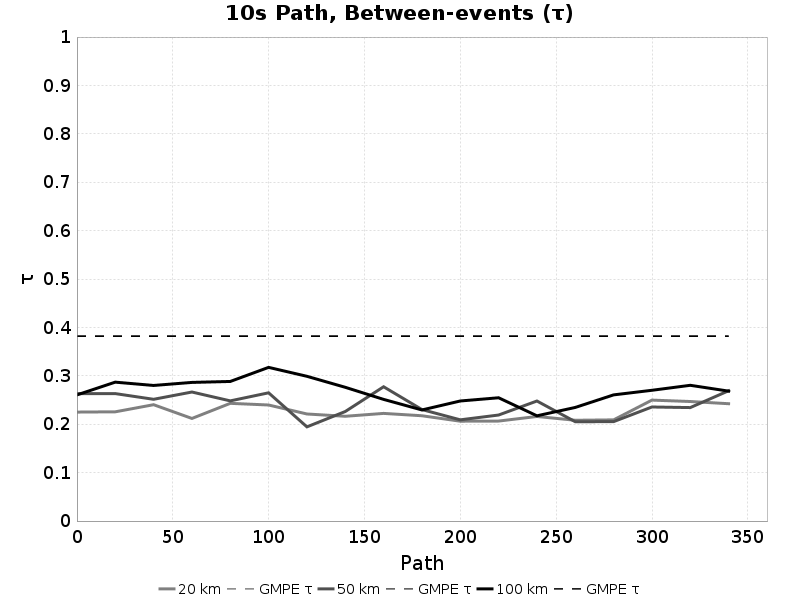 10s Path, Between-events (τ)
1
0.9
0.8
0.7
0.6
0.5
τ
0.4
0.3
0.2
0.1
0
0 50 100 150 200 250 300 350
Path
20 km GMPE τ 50 km GMPE τ 100 km GMPE τ